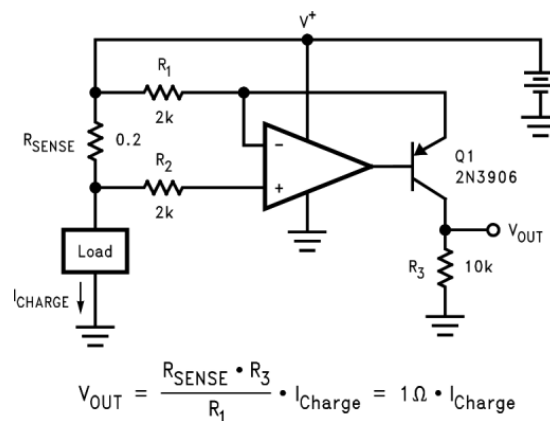 V+
R1
2k
RSENSE 0.2
R2
2k
−
+
Q1
2N3906
Load
ICHARGE
VOUT
R3 10k
VOUT = RSENSE • R3 / R1 • ICharge = 1Ω • ICharge